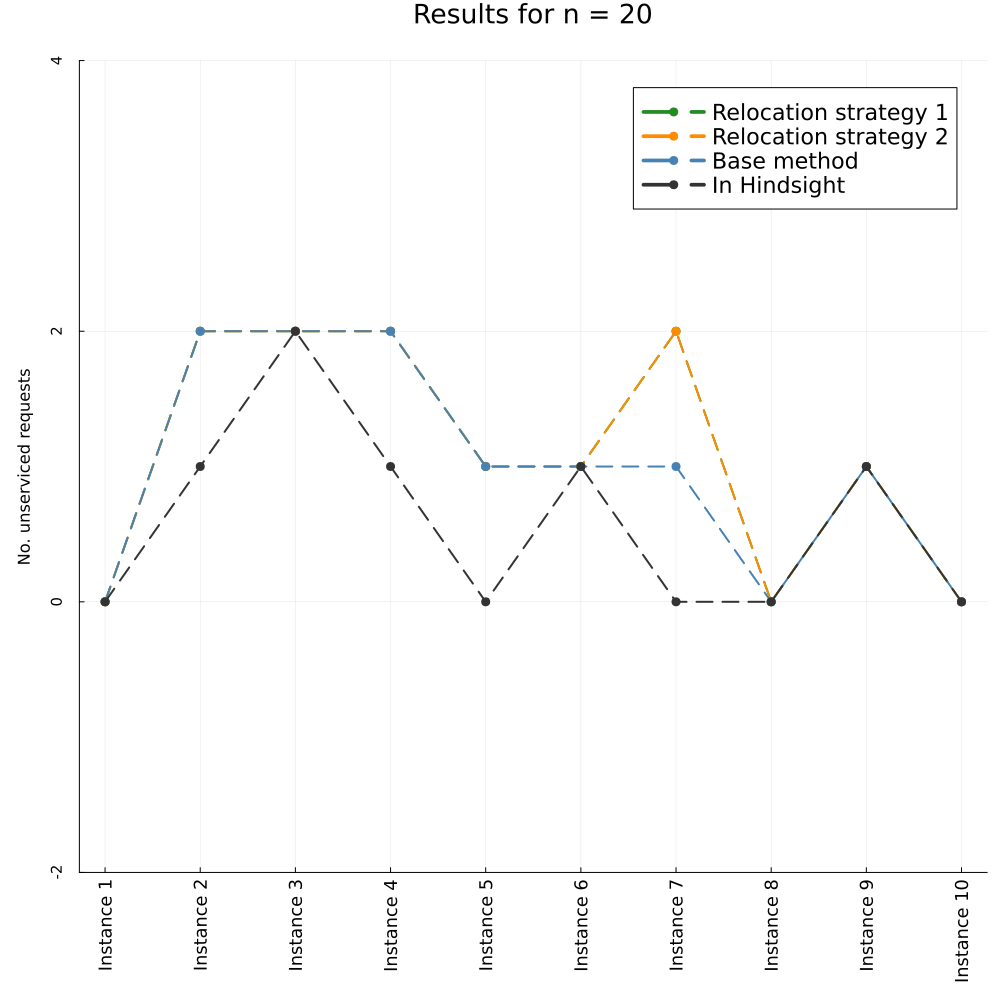 Results for n = 20
4
2
0
-2
No. unserviced requests
Relocation strategy 1
Relocation strategy 2
Base method
In Hindsight
Instance 1
Instance 2
Instance 3
Instance 4
Instance 5
Instance 6
Instance 7
Instance 8
Instance 9
Instance 10